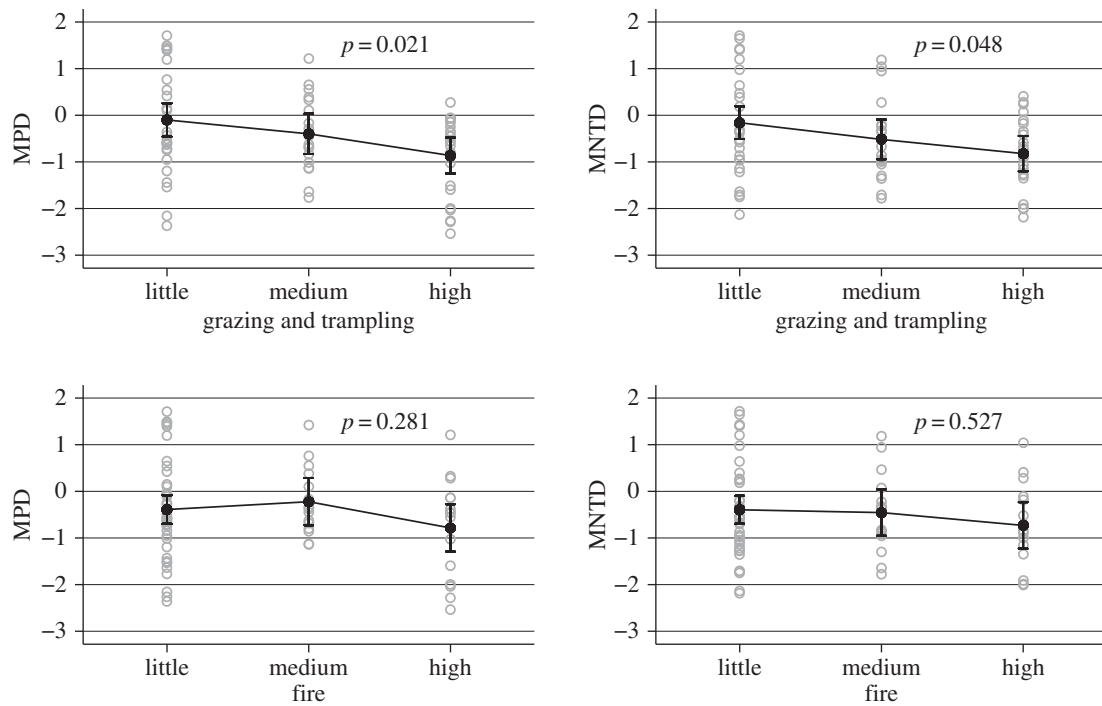 2
1
0
−1
−2
−3
MPD
p = 0.021
little medium high
grazing and trampling
2
1
0
−1
−2
−3
MNTD
p = 0.048
little medium high
grazing and trampling
2
1
0
−1
−2
−3
MPD
p = 0.281
little medium high
fire
2
1
0
−1
−2
−3
MNTD
p = 0.527
little medium high
fire